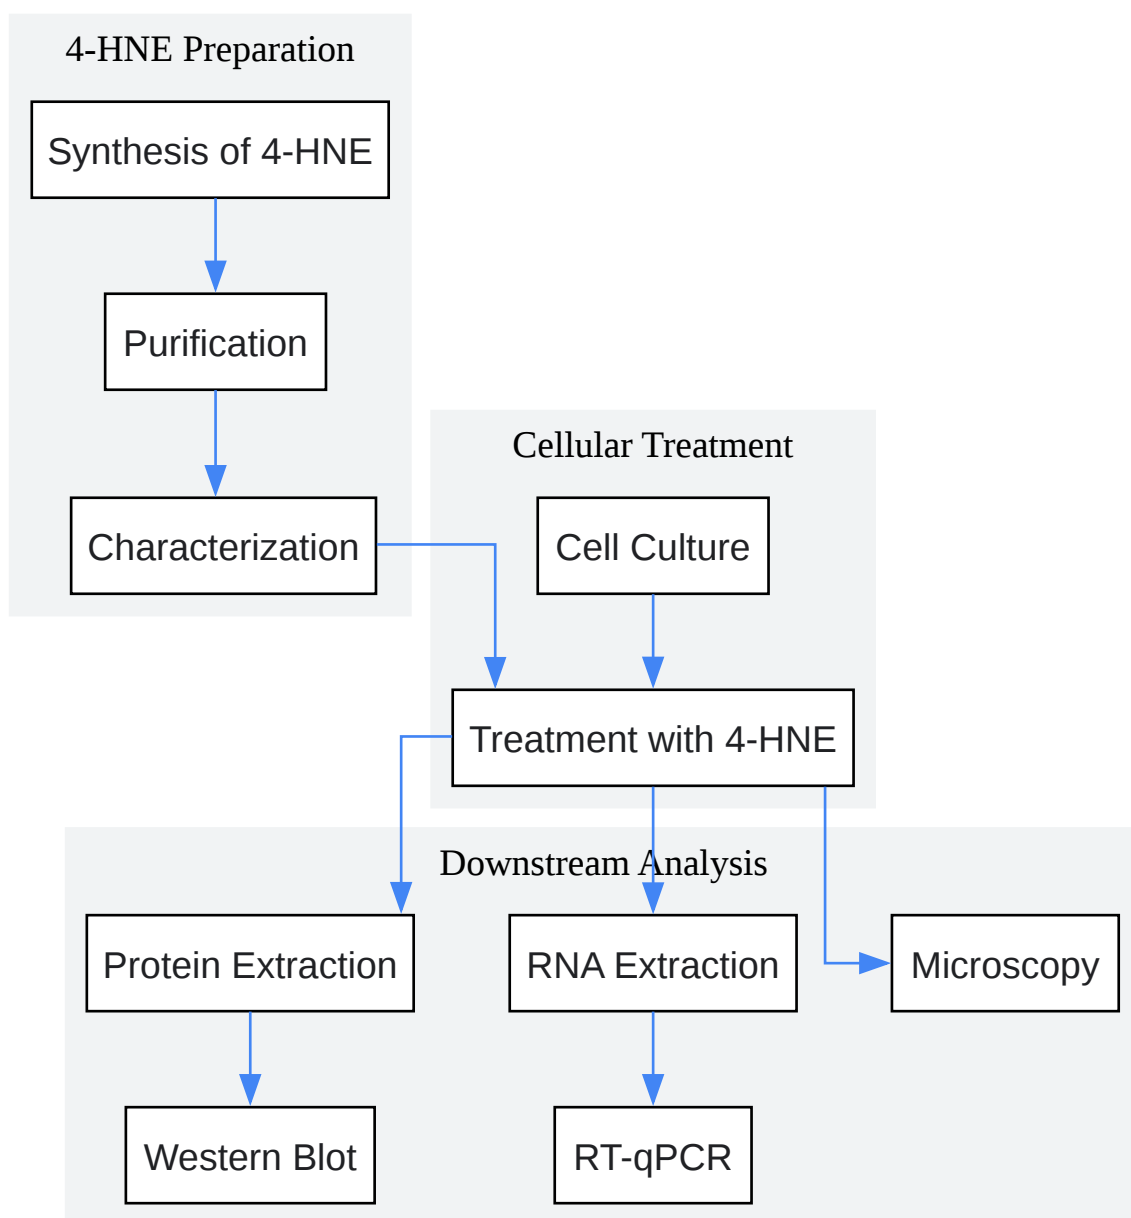 4-HNE Preparation
Synthesis of 4-HNE
Purification
Characterization
Cellular Treatment
Cell Culture
Treatment with 4-HNE
Downstream Analysis
Protein Extraction
RNA Extraction
Microscopy
Western Blot
RT-qPCR